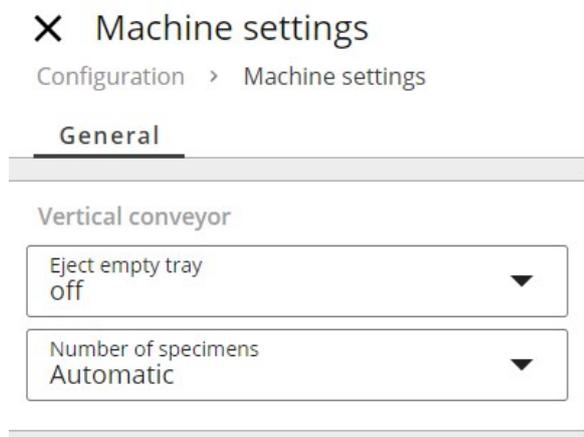 Machine settings
Configuration > Machine settings
General
Vertical conveyor
Eject empty tray
off
Number of specimens
Automatic